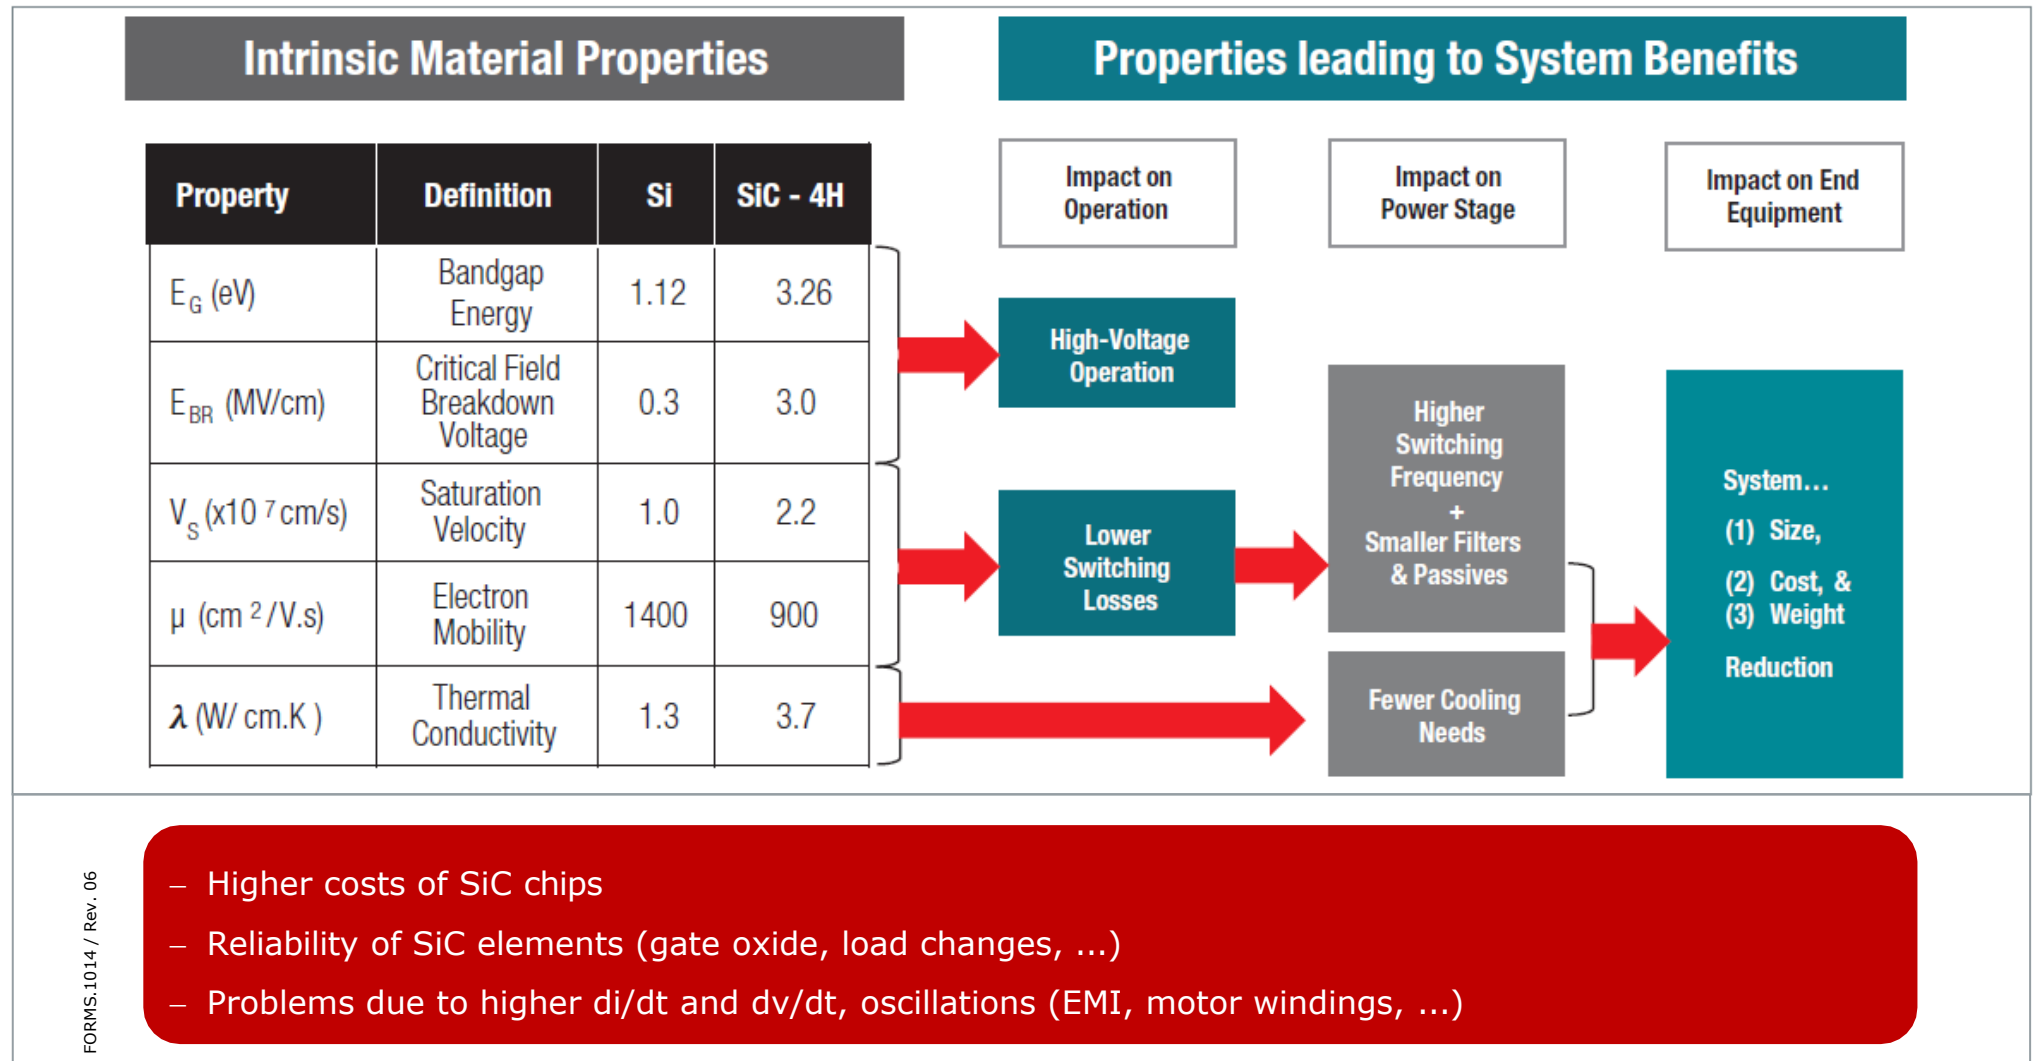 Intrinsic Material Properties
Properties leading to System Benefits
Property Definition Si SiC - 4H
E G (eV) Bandgap
Energy 1.12 3.26
E BR (MV/cm) Critical Field
Breakdown
Voltage 0.3 3.0
V S (x10 7 cm/s) Saturation
Velocity 1.0 2.2
μ (cm 2 / V.s) Electron
Mobility 1400 900
λ (W/ cm.K ) Thermal
Conductivity 1.3 3.7
Impact on
Operation
Impact on
Power Stage
Impact on End
Equipment
High-Voltage
Operation
Lower
Switching
Losses
Higher
Switching
Frequency
+
Smaller Filters
& Passives
Fewer Cooling
Needs
System...
(1) Size,
(2) Cost, &
(3) Weight
Reduction
– Higher costs of SiC chips
– Reliability of SiC elements (gate oxide, load changes, ...)
– Problems due to higher di/dt and dv/dt, oscillations (EMI, motor windings, ...)
FORMS.1014 / Rev. 06